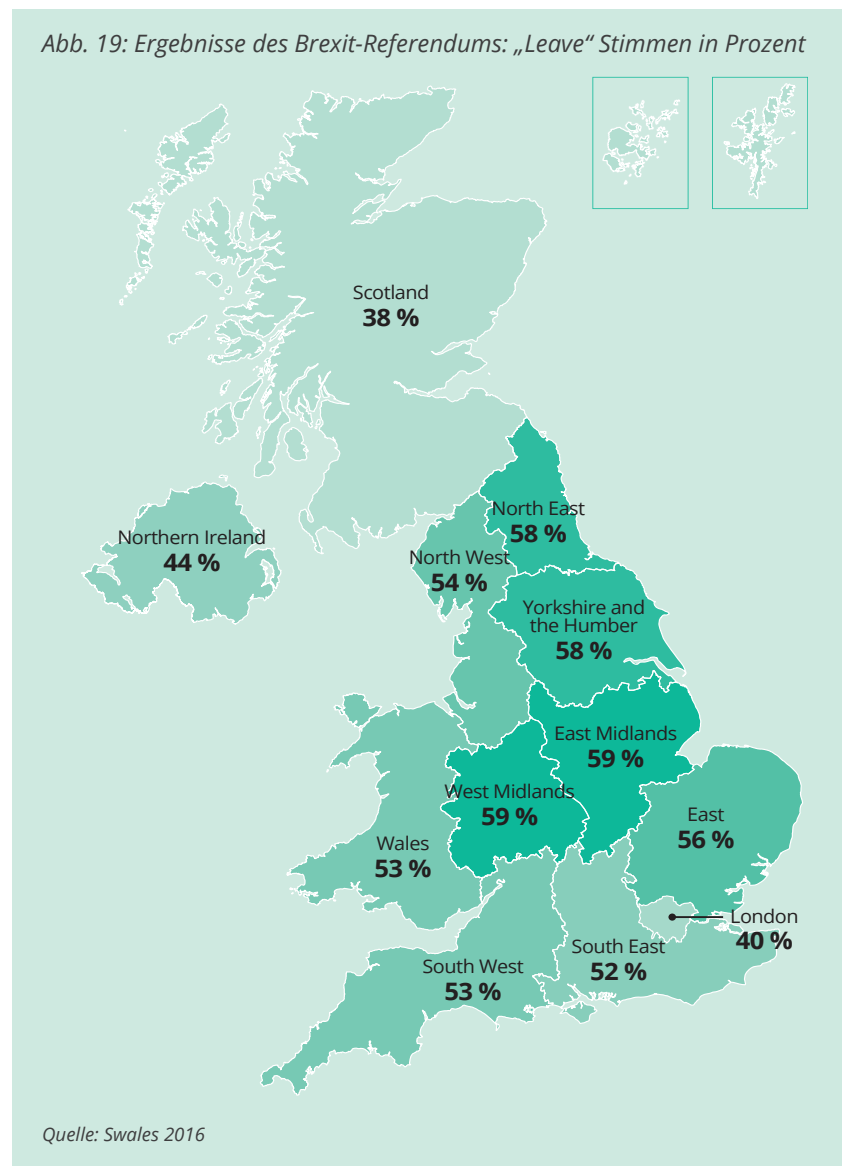 Abb. 19: Ergebnisse des Brexit-Referendums: „Leave“ Stimmen in Prozent
Scotland
38 %
Northern Ireland
44 %
North East
58 %
North West
54 %
Yorkshire and
the Humber
58 %
East Midlands
59 %
West Midlands
59 %
East
56 %
Wales
53 %
London
40 %
South East
52 %
South West
53 %
Quelle: Swales 2016